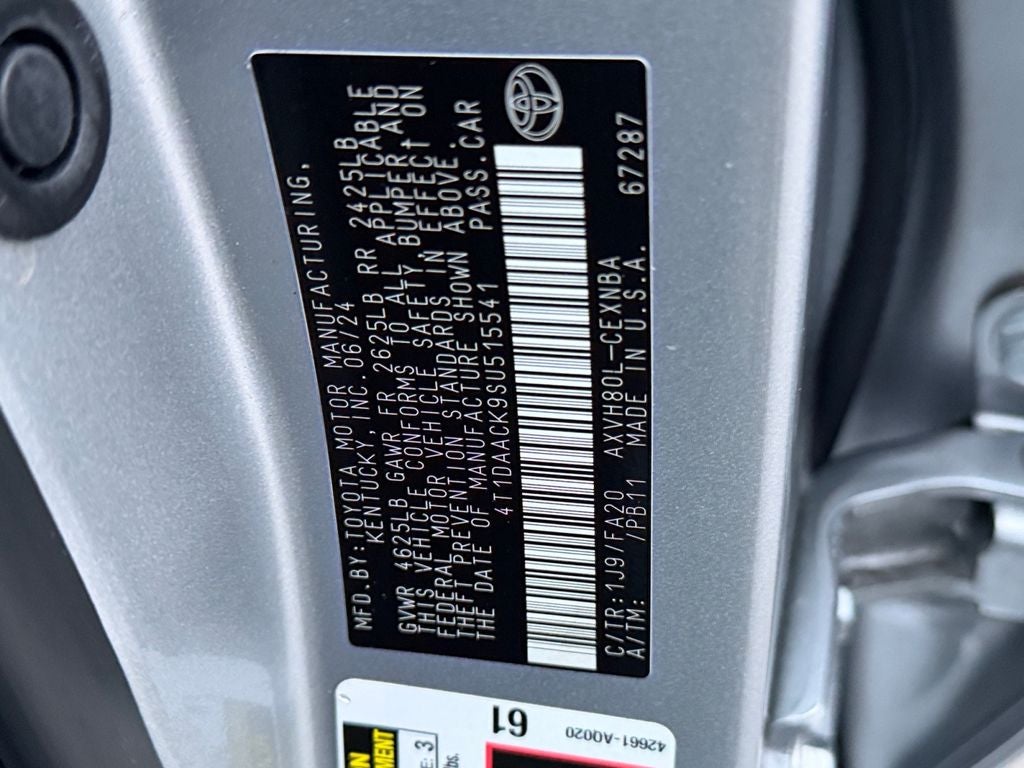 MFD.BY:TOYOTA MOTOR MANUFACTURING,
KENTUCKY, INC. 06/24
GVWR 4625LB GAWR FR 2625LB RR 2425LB
THIS VEHICLE CONFORMS TO ALL APPLICABLE
FEDERAL MOTOR VEHICLE SAFETY, BUMPER, AND
THEFT PREVENTION STANDARDS IN EFFECT ON
THE DATE OF MANUFACTURE SHOWN ABOVE.
4T1DAACK9SU515541 PASS.CAR
C/TR:1J9/FA20 AXVH80L-CEXNBA
A/TM: /PB11 MADE IN U.S.A. 67287
61
42661-A0020
3